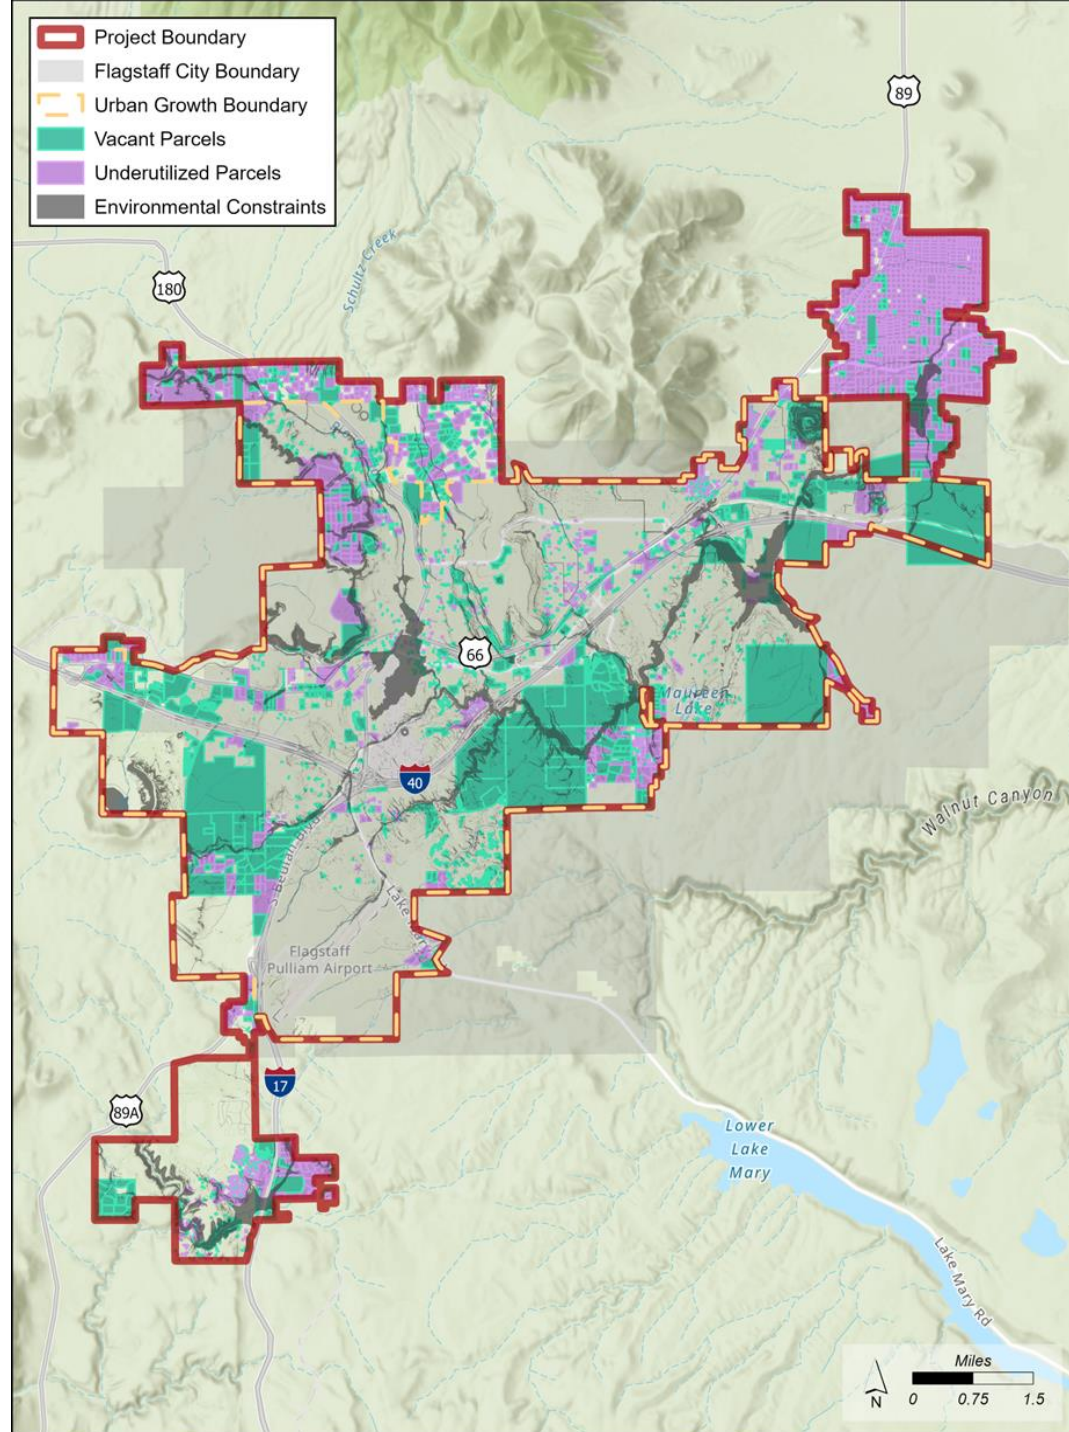 Project Boundary
Flagstaff City Boundary
Urban Growth Boundary
Vacant Parcels
Underutilized Parcels
Environmental Constraints
89
180
Schultz Creek
66
Maureen
Lake
40
Walnut Canyon
S Beulah Blvd
Flagstaff
Pulliam Airport
17
89A
Lower
Lake
Mary
Lake Mary Rd
Miles
N
0 0.75 1.5